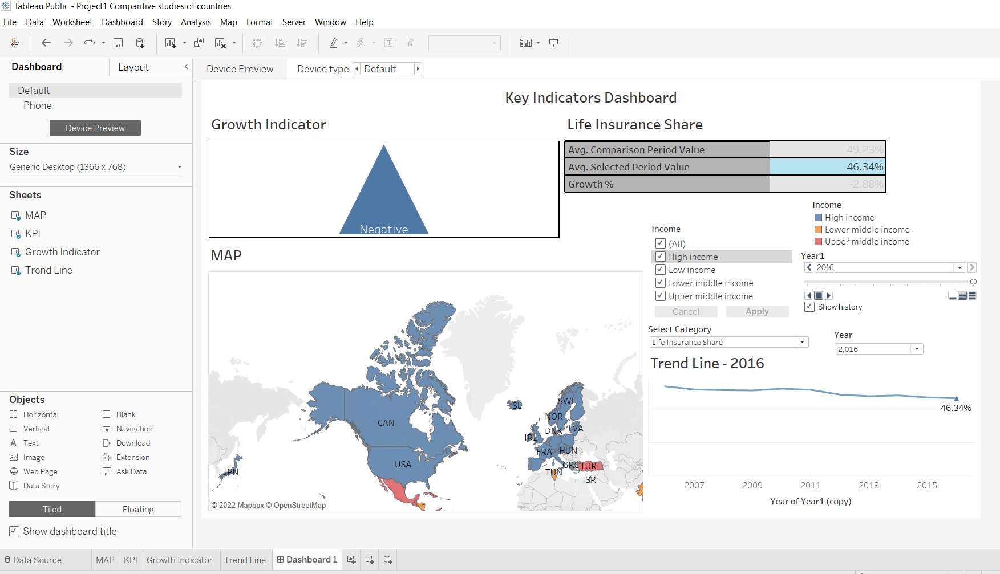 Tableau Public - Project1 Comparitive studies of countries
File Data Worksheet Dashboard Story Analysis Map Format Server Window Help
Dashboard
Layout
Default
Phone
Device Preview
Size
Generic Desktop (1366 x 768)
Sheets
MAP
KPI
Growth Indicator
Trend Line
Objects
Horizontal
Blank
Vertical
Navigation
Text
Download
Image
Extension
Web Page
Ask Data
Data Story
Tiled
Floating
Show dashboard title
Device Preview
Device type
Default
Key Indicators Dashboard
Growth Indicator
Negative
Life Insurance Share
Avg. Comparison Period Value 49.23%
Avg. Selected Period Value 46.34%
Growth % -2.88%
MAP
CAN
USA
JPN
ISL
SWE
NOR
DNK
LVA
IRL
FRA
HUN
GRC
TUR
TUN
ISR
© 2022 Mapbox © OpenStreetMap
Income
(All)
High income
Low income
Lower middle income
Upper middle income
Cancel
Apply
Income
High income
Lower middle income
Upper middle income
Year1
2016
Show history
Select Category
Life Insurance Share
Year
2,016
Trend Line - 2016
46.34%
2007 2009 2011 2013 2015
Year of Year1 (copy)
Data Source
MAP
KPI
Growth Indicator
Trend Line
Dashboard 1